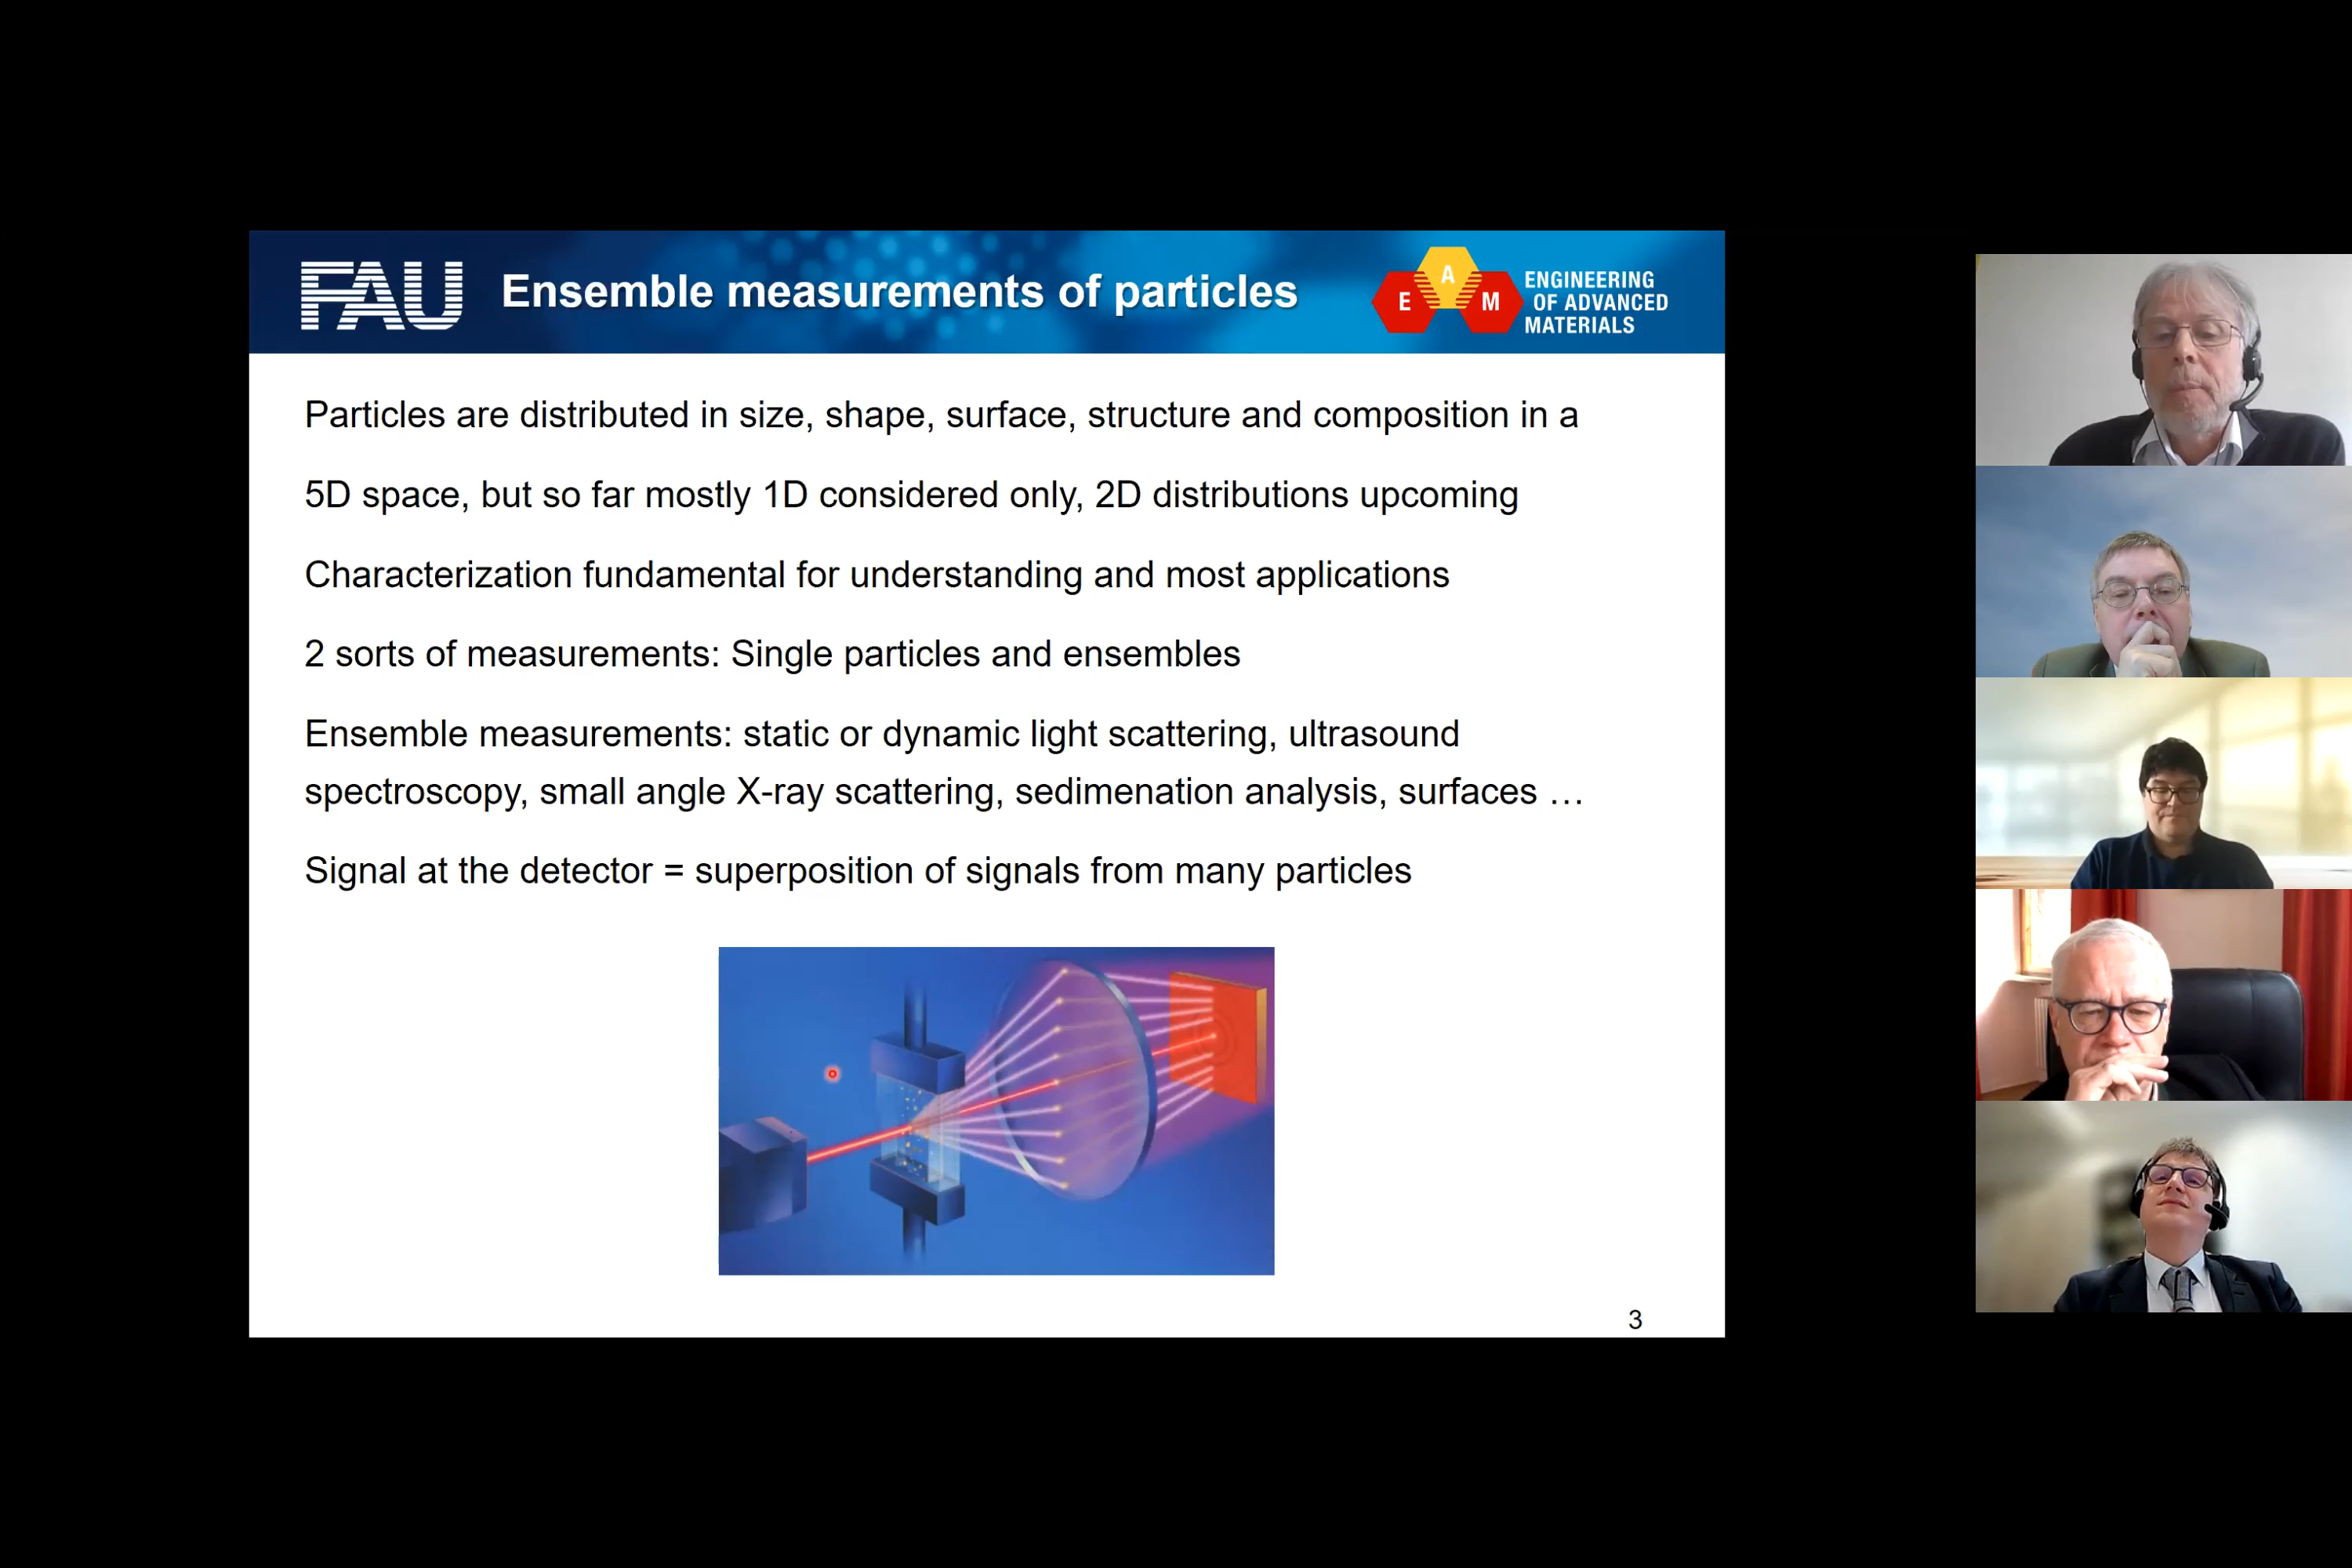 FAU
Ensemble measurements of particles
E
A
M
ENGINEERING
OF ADVANCED
MATERIALS
Particles are distributed in size, shape, surface, structure and composition in a
5D space, but so far mostly 1D considered only, 2D distributions upcoming
Characterization fundamental for understanding and most applications
2 sorts of measurements: Single particles and ensembles
Ensemble measurements: static or dynamic light scattering, ultrasound
spectroscopy, small angle X-ray scattering, sedimenation analysis, surfaces …
Signal at the detector = superposition of signals from many particles
3